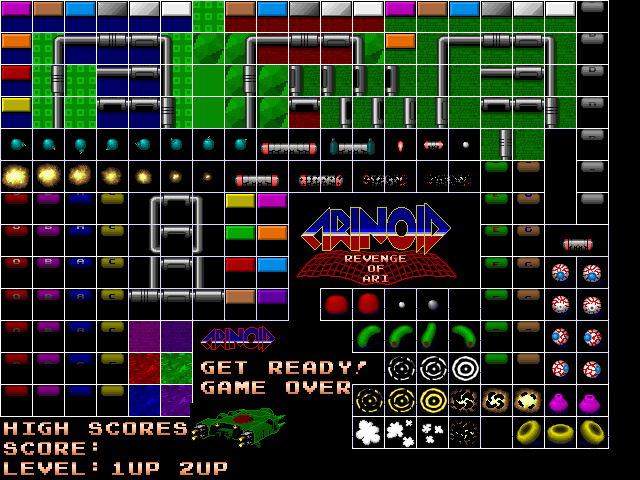 ARINOID
REVENGE
OF
ARI
ARINOID
GET READY!
GAME OVER
HIGH SCORES
SCORE:
LEVEL: 1UP 2UP